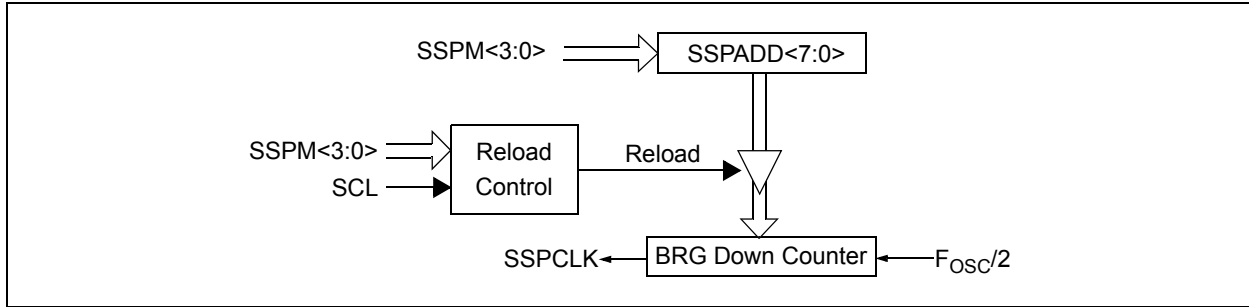 SSPM<3:0>
SSPADD<7:0>
SSPM<3:0>
SCL
Reload
Control
Reload
SSPCLK
BRG Down Counter
FOSC/2